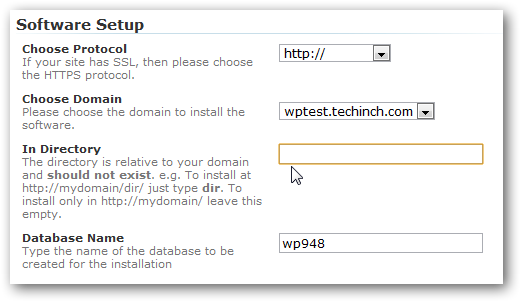 Software Setup
Choose Protocol
If your site has SSL, then please choose
the HTTPS protocol.
http://
Choose Domain
Please choose the domain to install the
software.
wptest.techinch.com
In Directory
The directory is relative to your domain
and should not exist. e.g. To install at
http://mydomain/dir/ just type dir. To
install only in http://mydomain/ leave this
empty.
Database Name
Type the name of the database to be
created for the installation
wp948